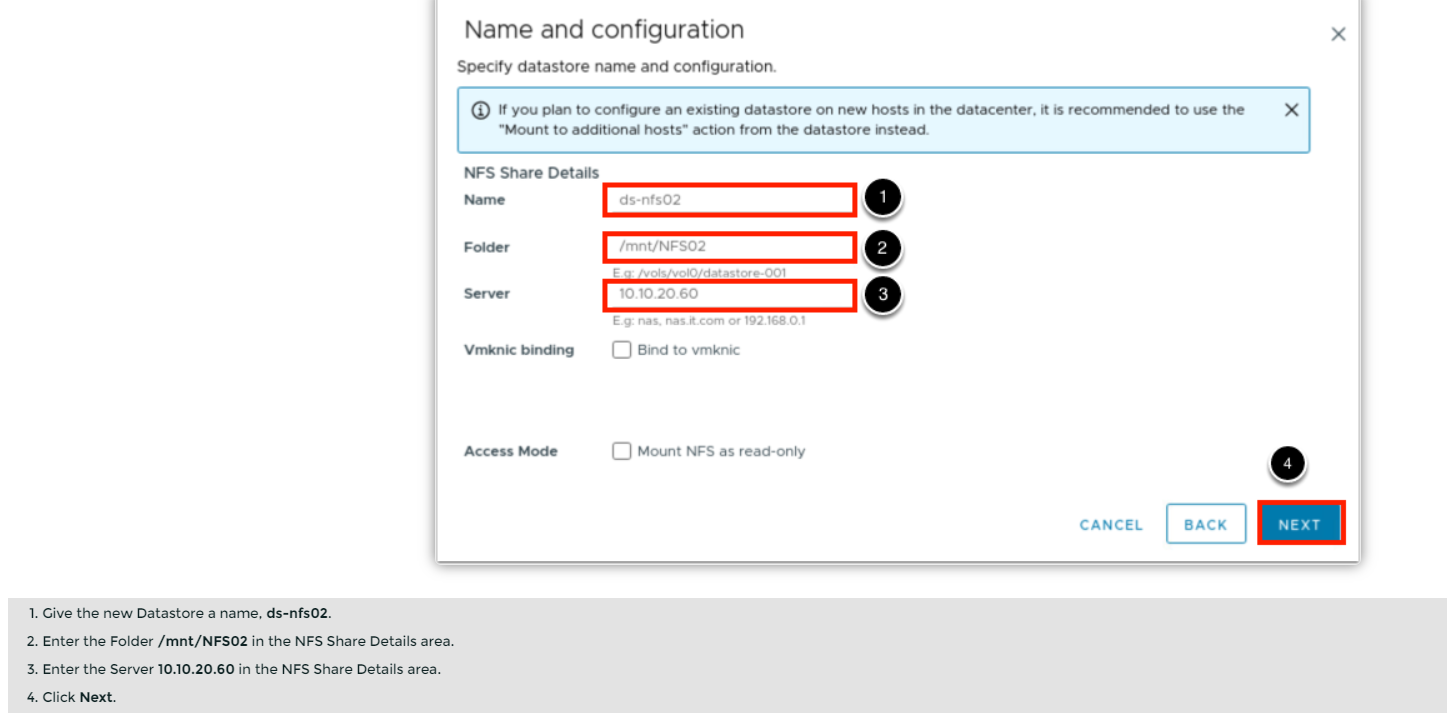 Name and configuration
Specify datastore name and configuration.
If you plan to configure an existing datastore on new hosts in the datacenter, it is recommended to use the
"Mount to additional hosts" action from the datastore instead.
NFS Share Details
Name ds-nfs02 1
Folder /mnt/NFS02 2
E.g: /vols/vol0/datastore-001
Server 10.10.20.60 3
E.g: nas, nas.it.com or 192.168.0.1
Vmknic binding Bind to vmknic
Access Mode Mount NFS as read-only
4
CANCEL BACK NEXT
1. Give the new Datastore a name, ds-nfs02.
2. Enter the Folder /mnt/NFS02 in the NFS Share Details area.
3. Enter the Server 10.10.20.60 in the NFS Share Details area.
4. Click Next.